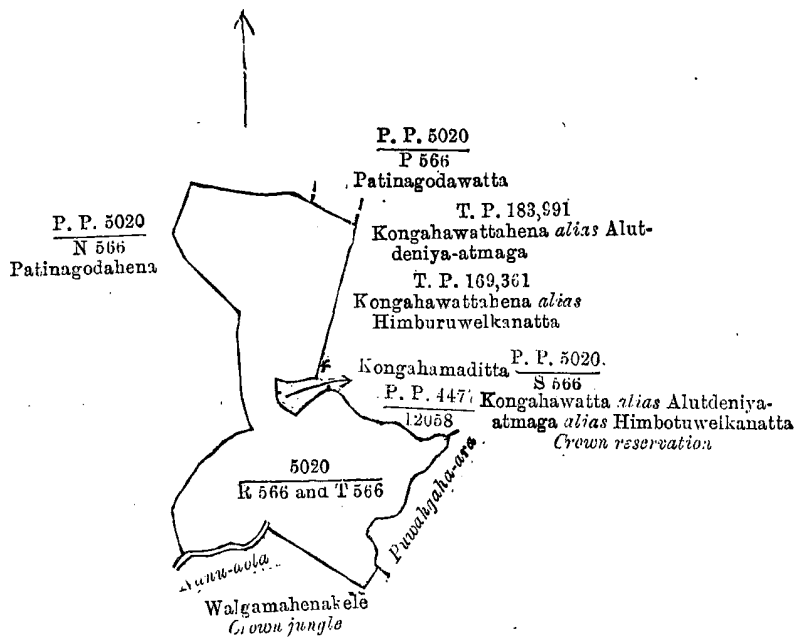 P. P. 5020
P 566
Patinagodawatta
P. P. 5020
N 566
Patinagodahena
T. P. 183,991
Kongahawattahena alias Alut-
deniya-atmaga
T. P. 169,361
Kongahawattahena alias
Himburuwelkanatta
Kongahamaditta P. P. 5020.
S 566
P. P. 447 Kongahawatta alias Alutdeniya-
12058 atmaga alias Himbotuwelkanatta
Crown reservation
5020
R 566 and T 566
Puwakgaha-ara
Walgamahenakele
Crown jungle